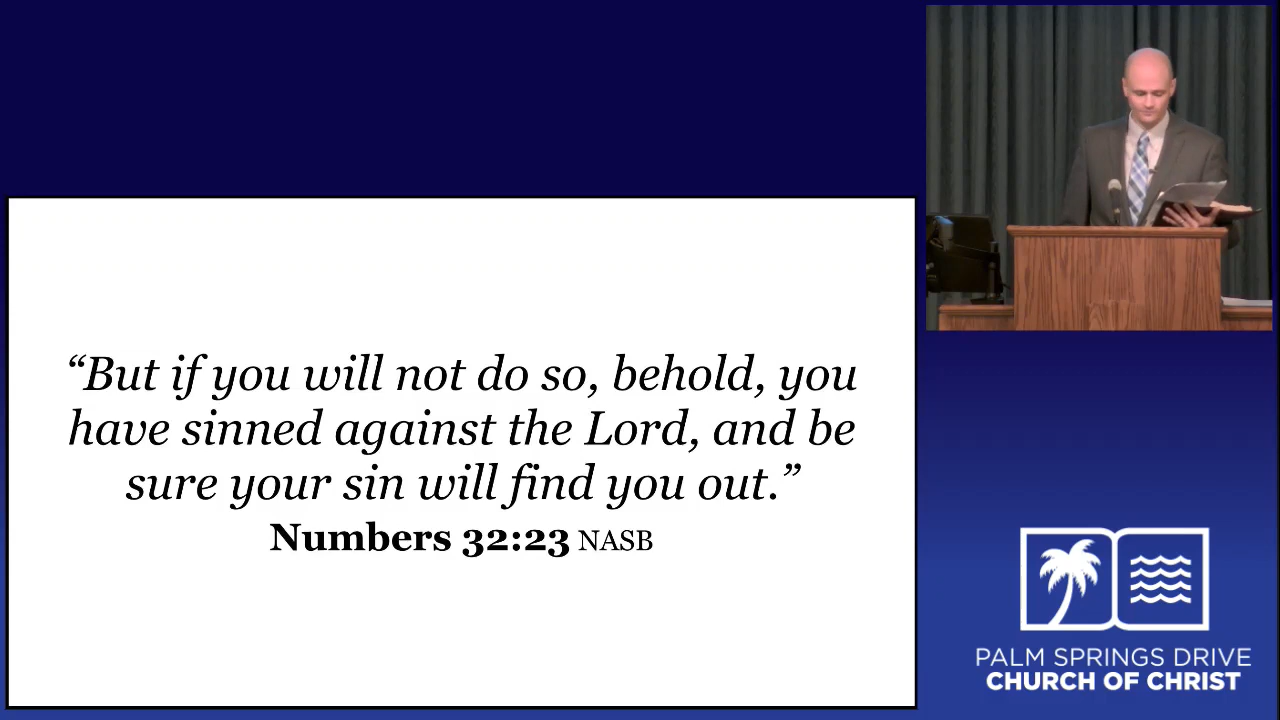 “But if you will not do so, behold, you
have sinned against the Lord, and be
sure your sin will find you out.”
Numbers 32:23 NASB
PALM SPRINGS DRIVE
CHURCH OF CHRIST